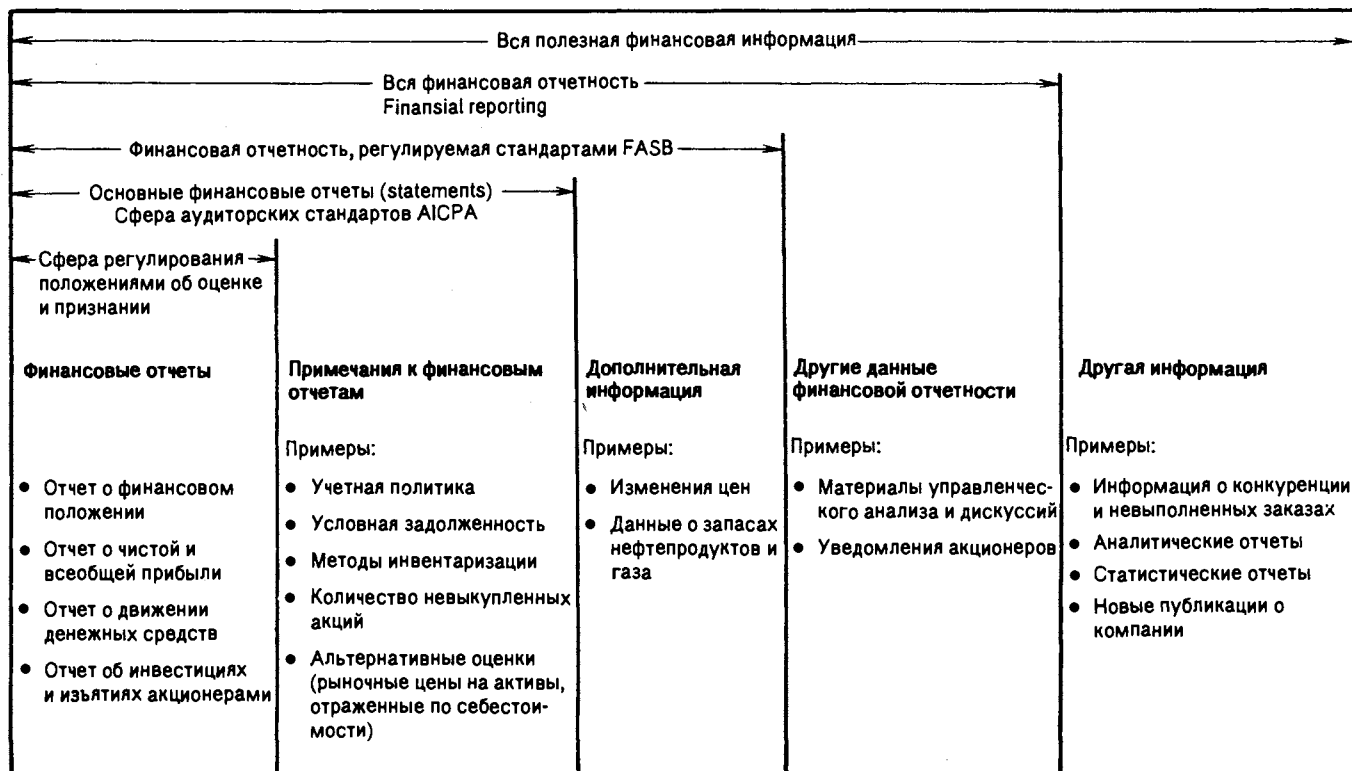 Вся полезная финансовая информация
Вся финансовая отчетность
Finansial reporting
Финансовая отчетность, регулируемая стандартами FASB
Основные финансовые отчеты (statements)
Сфера аудиторских стандартов AICPA
Сфера регулирования
положениями об оценке
и признании
Финансовые отчеты
● Отчет о финансовом
положении
● Отчет о чистой и
всеобщей прибыли
● Отчет о движении
денежных средств
● Отчет об инвестициях
и изьятиях акционерами
Примечания к финансовым
отчетам
Примеры:
● Учетная политика
● Условная задолженность
● Методы инвентаризации
● Количество невыкупленных
акций
● Альтернативные оценки
(рыночные цены на активы,
отраженные по себестои-
мости)
Дополнительная
информация
Примеры:
● Изменения цен
● Данные о запасах
нефтепродуктов и
газа
Другие данные
финансовой отчетности
Примеры:
● Материалы управленчес-
кого анализа и дискуссий
● Уведомления акционеров
Другая информация
Примеры:
● Информация о конкуренции
и невыполненных заказах
● Аналитические отчеты
● Статистические отчеты
● Новые публикации о
компании